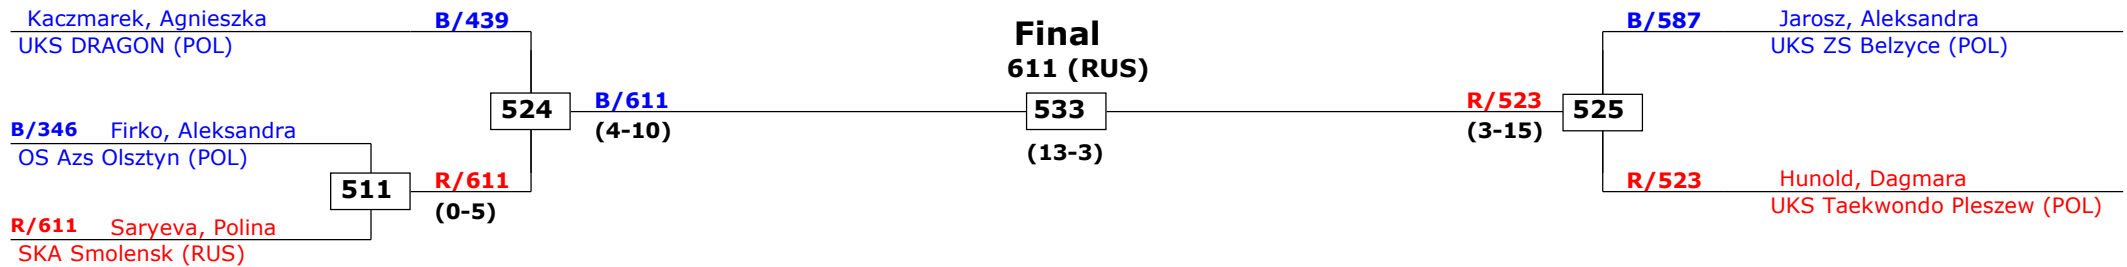 Kaczmarek, Agnieszka B/439
UKS DRAGON (POL)
B/346 Firko, Aleksandra
OS Azs Olsztyn (POL)
R/611 Saryeva, Polina
SKA Smolensk (RUS)
511
R/611
(0-5)
524
B/611
(4-10)
Final
611 (RUS)
533
(13-3)
R/523
(3-15)
525
B/587 Jarosz, Aleksandra
UKS ZS Belzyce (POL)
R/523 Hunold, Dagmara
UKS Taekwondo Pleszew (POL)